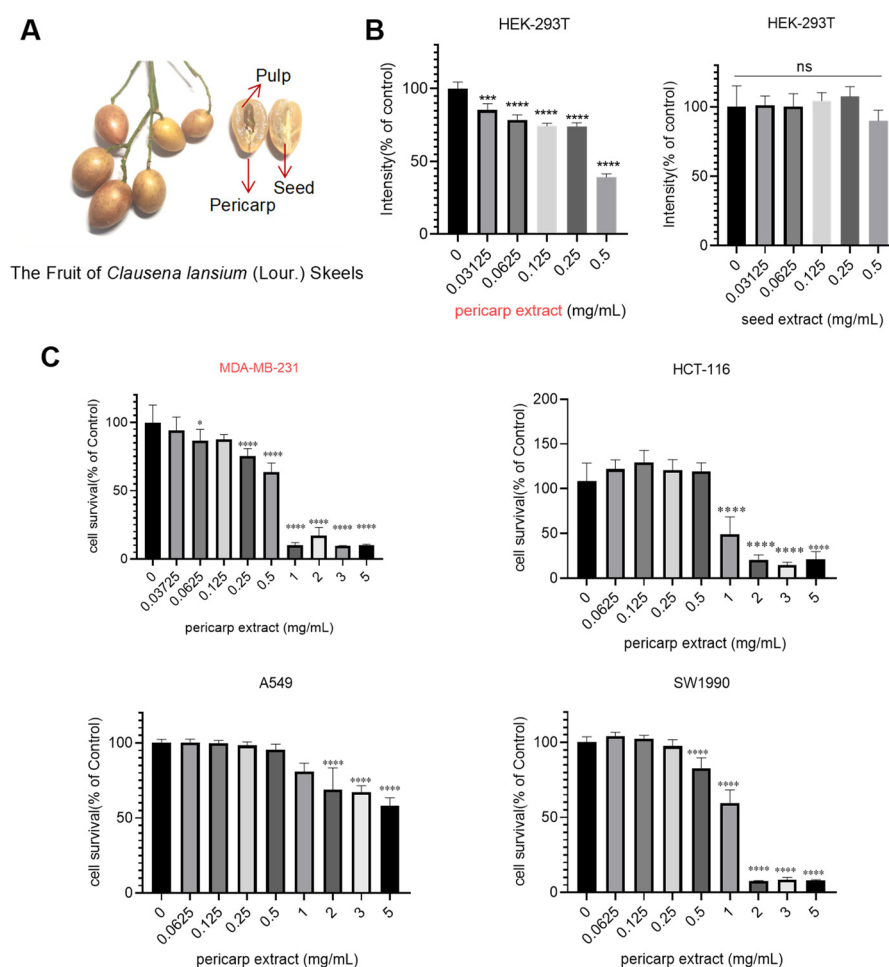 A
Pulp
Seed
Pericarp
The Fruit of Clausena lansium (Lour.) Skeels
B
HEK-293T
Intensity(% of control)
150
100
50
0
*** **** **** **** ****
0 0.03125 0.0625 0.125 0.25 0.5
pericarp extract (mg/mL)
HEK-293T
ns
Intensity(% of control)
150
100
50
0
0 0.03125 0.0625 0.125 0.25 0.5
seed extract (mg/mL)
C
MDA-MB-231
cell survival(% of Control)
150
100
50
0
* **** **** **** **** **** ****
0 0.03725 0.0625 0.125 0.25 0.5 1 2 3 5
pericarp extract (mg/mL)
HCT-116
cell survival(% of Control)
200
150
100
50
0
**** **** **** ****
0 0.0625 0.125 0.25 0.5 1 2 3 5
pericarp extract (mg/mL)
A549
cell survival(% of Control)
150
100
50
0
**** **** ****
0 0.0625 0.125 0.25 0.5 1 2 3 5
pericarp extract (mg/mL)
SW1990
cell survival(% of Control)
150
100
50
0
**** **** **** **** ****
0 0.0625 0.125 0.25 0.5 1 2 3 5
pericarp extract (mg/mL)